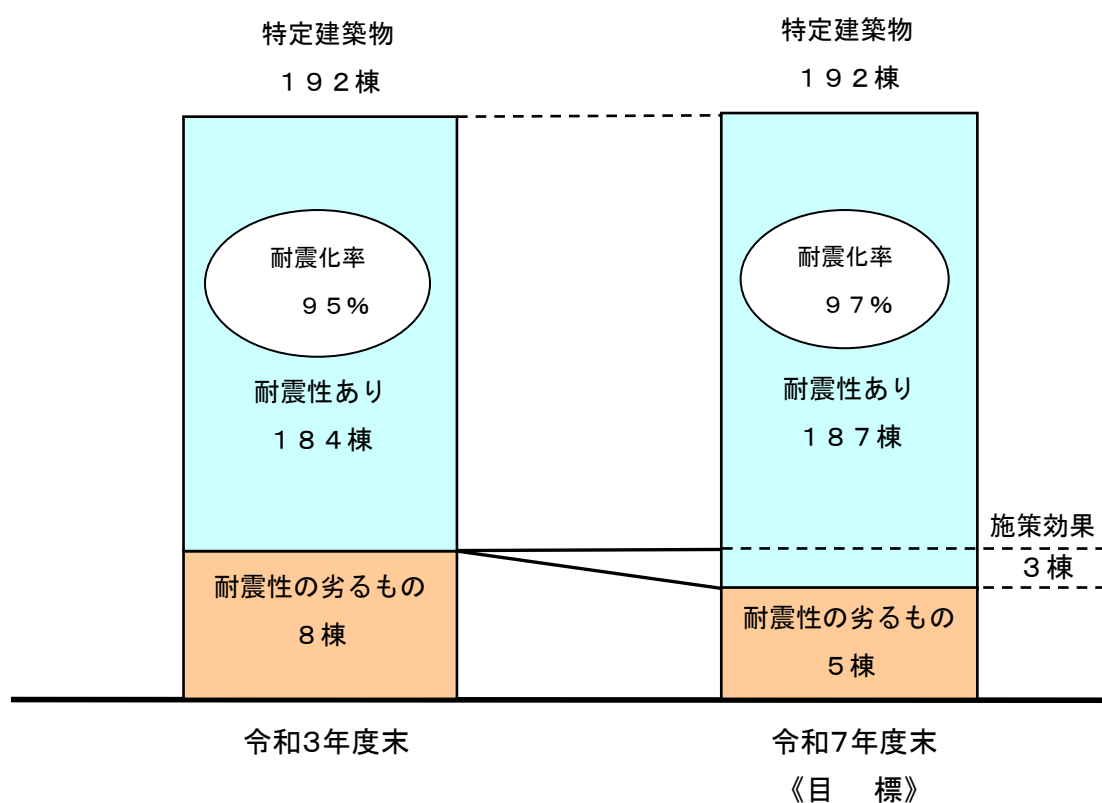 特定建築物
１９２棟
耐震化率
９５%
耐震性あり
１８４棟
耐震性の劣るもの
８棟
令和3年度末
特定建築物
１９２棟
耐震化率
９７%
耐震性あり
１８７棟
施策効果
３棟
耐震性の劣るもの
５棟
令和7年度末
《目　標》